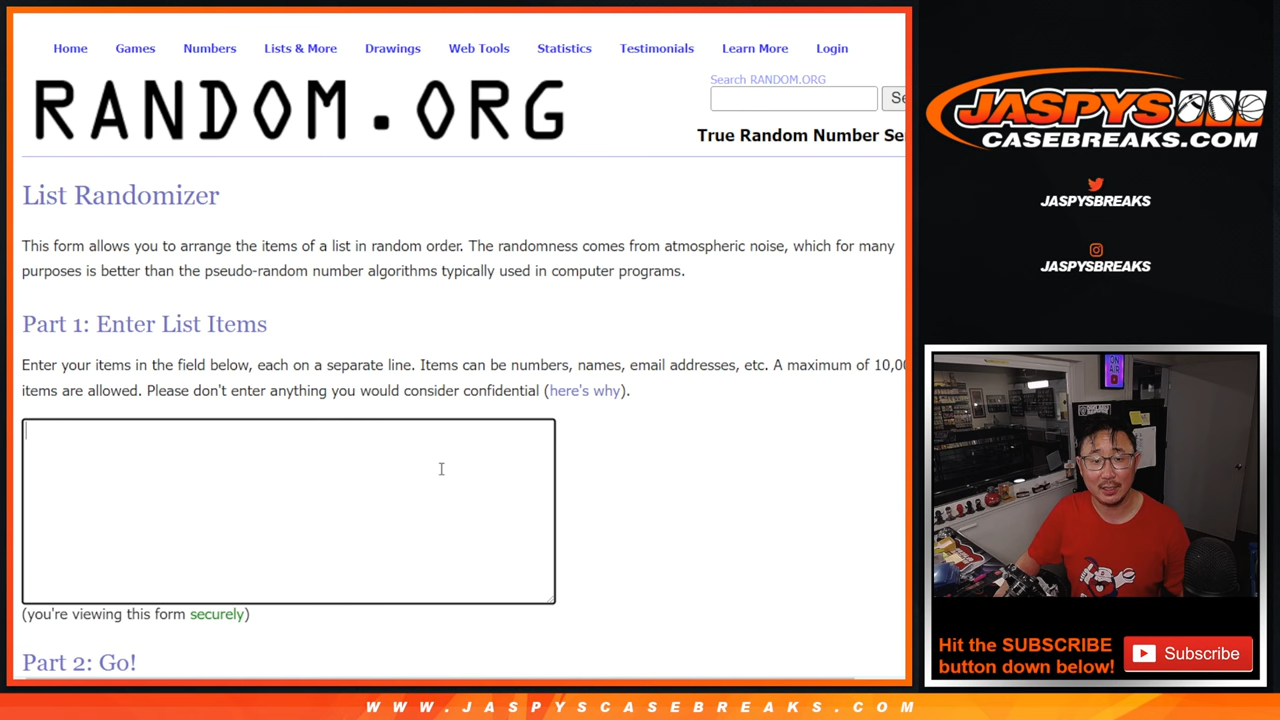 Home Games Numbers Lists & More Drawings Web Tools Statistics Testimonials Learn More Login
RANDOM.ORG
Search RANDOM.ORG
Se
True Random Number Se
List Randomizer
This form allows you to arrange the items of a list in random order. The randomness comes from atmospheric noise, which for many
purposes is better than the pseudo-random number algorithms typically used in computer programs.
Part 1: Enter List Items
Enter your items in the field below, each on a separate line. Items can be numbers, names, email addresses, etc. A maximum of 10,00
items are allowed. Please don't enter anything you would consider confidential (here's why).
(you're viewing this form securely)
Part 2: Go!
JASPYS
CASEBREAKS.COM
JASPYSBREAKS
JASPYSBREAKS
ON
AIR
Hit the SUBSCRIBE
button down below!
Subscribe
WWW.JASPYSCASEBREAKS.COM